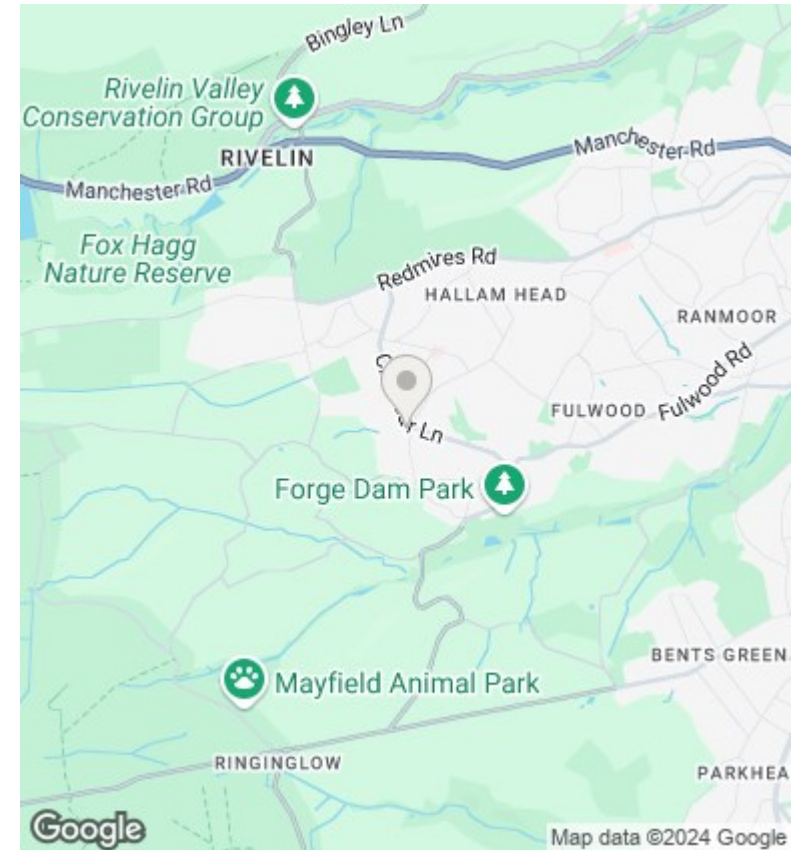 Bingley Ln
Rivelin Valley
Conservation Group
RIVELIN
Manchester Rd
Manchester Rd
Fox Hagg
Nature Reserve
Redmires Rd
HALLAM HEAD
RANMOOR
Fulwood Rd
FULWOOD
Ln
Forge Dam Park
BENTS GREEN
Mayfield Animal Park
RINGINGLOW
PARKHEA
Google
Map data ©2024 Google